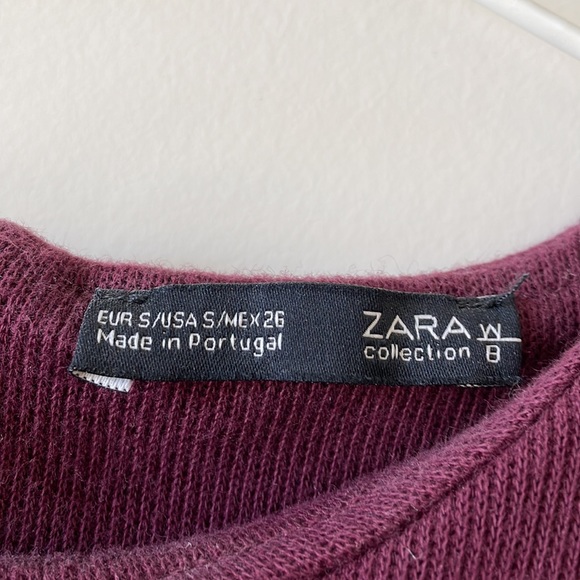 EUR S/USA S/MEX 26
Made in Portugal
ZARA W
collection B